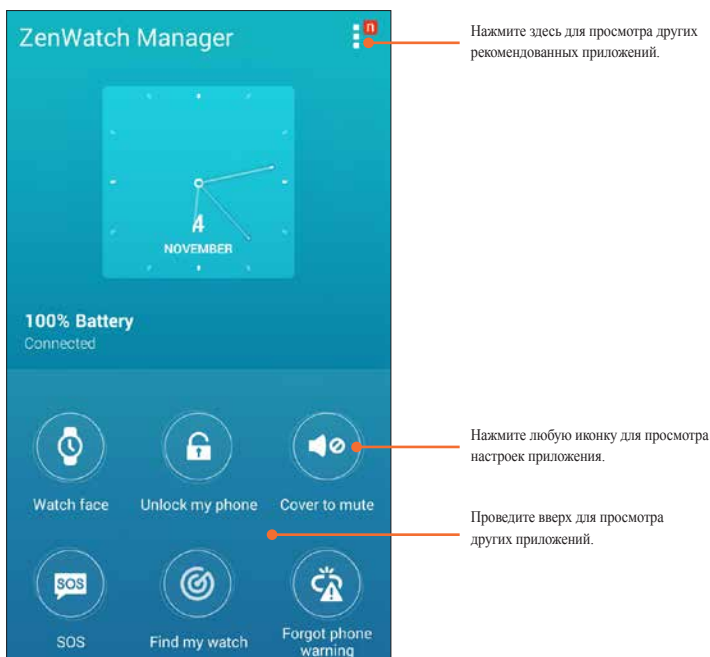 ZenWatch Manager
n
Нажмите здесь для просмотра других
рекомендованных приложений.
4
NOVEMBER
100% Battery
Connected
Нажмите любую иконку для просмотра
настроек приложения.
Watch face
Unlock my phone
Cover to mute
Проведите вверх для просмотра
других приложений.
SOS
SOS
Find my watch
Forgot phone
warning